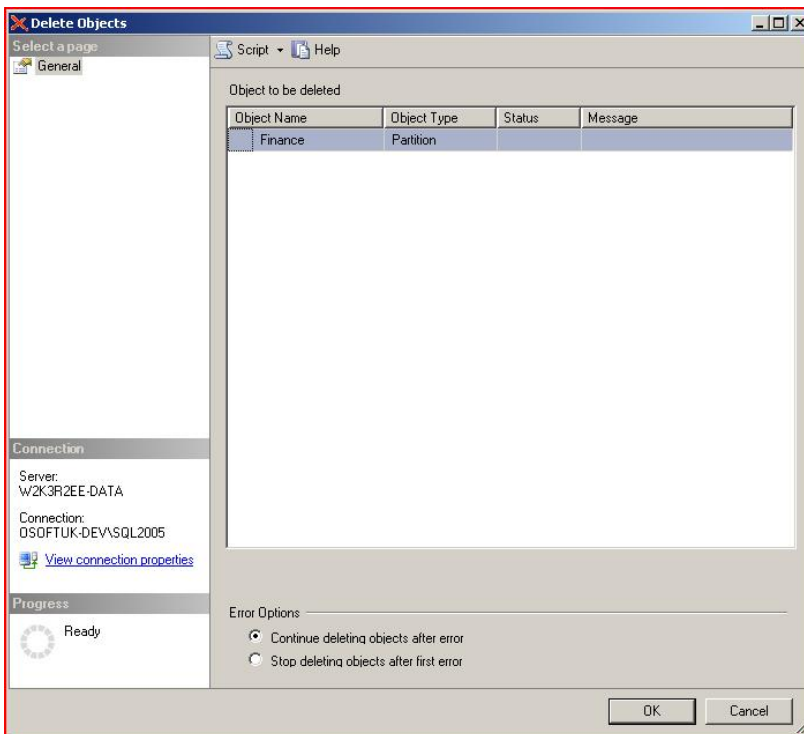 Delete Objects
Select a page
General
Script Help
Object to be deleted
Object Name Object Type Status Message
Finance Partition
Connection
Server:
W2K3R2EE-DATA
Connection:
OSOFTUK-DEV\SQL2005
View connection properties
Progress
Ready
Error Options
Continue deleting objects after error
Stop deleting objects after first error
OK Cancel